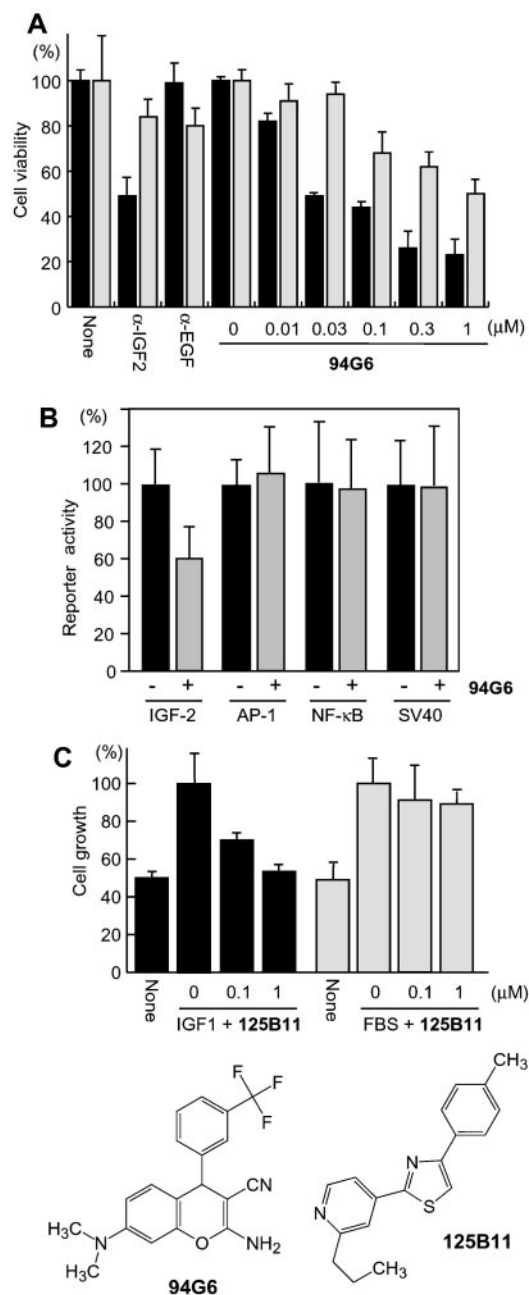 A
(%)
100
80
60
40
20
0
Cell viability
None
α-IGF2
α-EGF
0 0.01 0.03 0.1 0.3 1 (μM)
94G6
B
(%)
120
100
80
60
40
20
0
Reporter activity
- + - + - + - + 94G6
IGF-2 AP-1 NF-κB SV40
C
(%)
100
80
60
40
20
0
Cell growth
None 0 0.1 1 None 0 0.1 1 (μM)
IGF1 + 125B11 FBS + 125B11
F
F
F
CN
NH₂
O
H₃C
N
CH₃
94G6
CH₃
N
S
N
CH₃
125B11